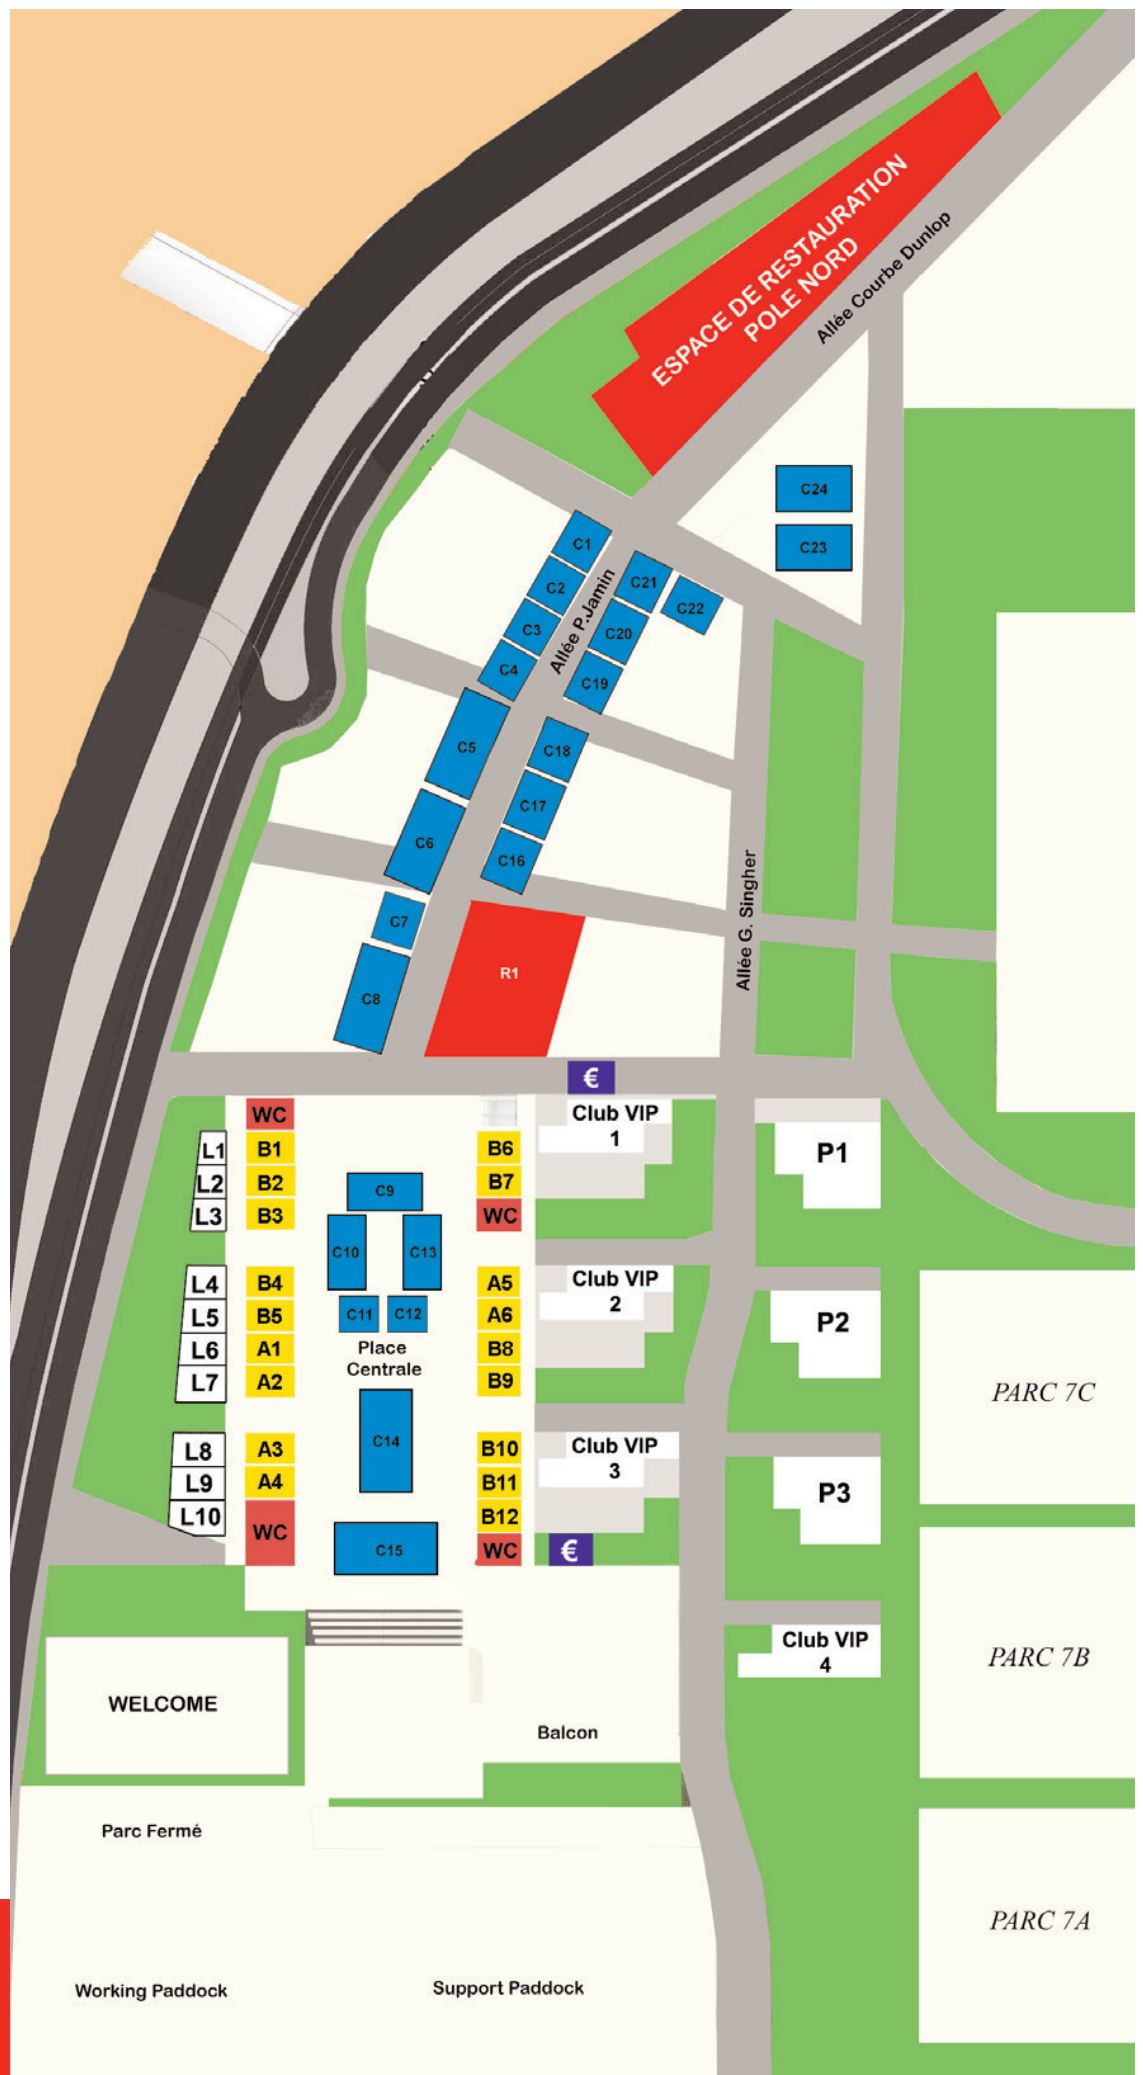 ESPACE DE RESTAURATION
POLE NORD
Allée Courbe Dunlop
C24
C23
C1
C2
C3
C4
Allée P.Jamin
C21
C22
C20
C19
C5
C18
C17
C6
C16
C7
C8
R1
Allée G. Singher
€
WC
L1
B1
L2
B2
L3
B3
B6
B7
WC
Club VIP
1
P1
C9
C10
C13
C11
C12
Place
Centrale
L4
B4
L5
B5
L6
A1
L7
A2
A5
A6
B8
B9
Club VIP
2
P2
PARC 7C
C14
L8
A3
L9
A4
L10
WC
B10
B11
B12
WC
Club VIP
3
€
P3
C15
Club VIP
4
PARC 7B
WELCOME
Balcon
Parc Fermé
PARC 7A
Working Paddock
Support Paddock